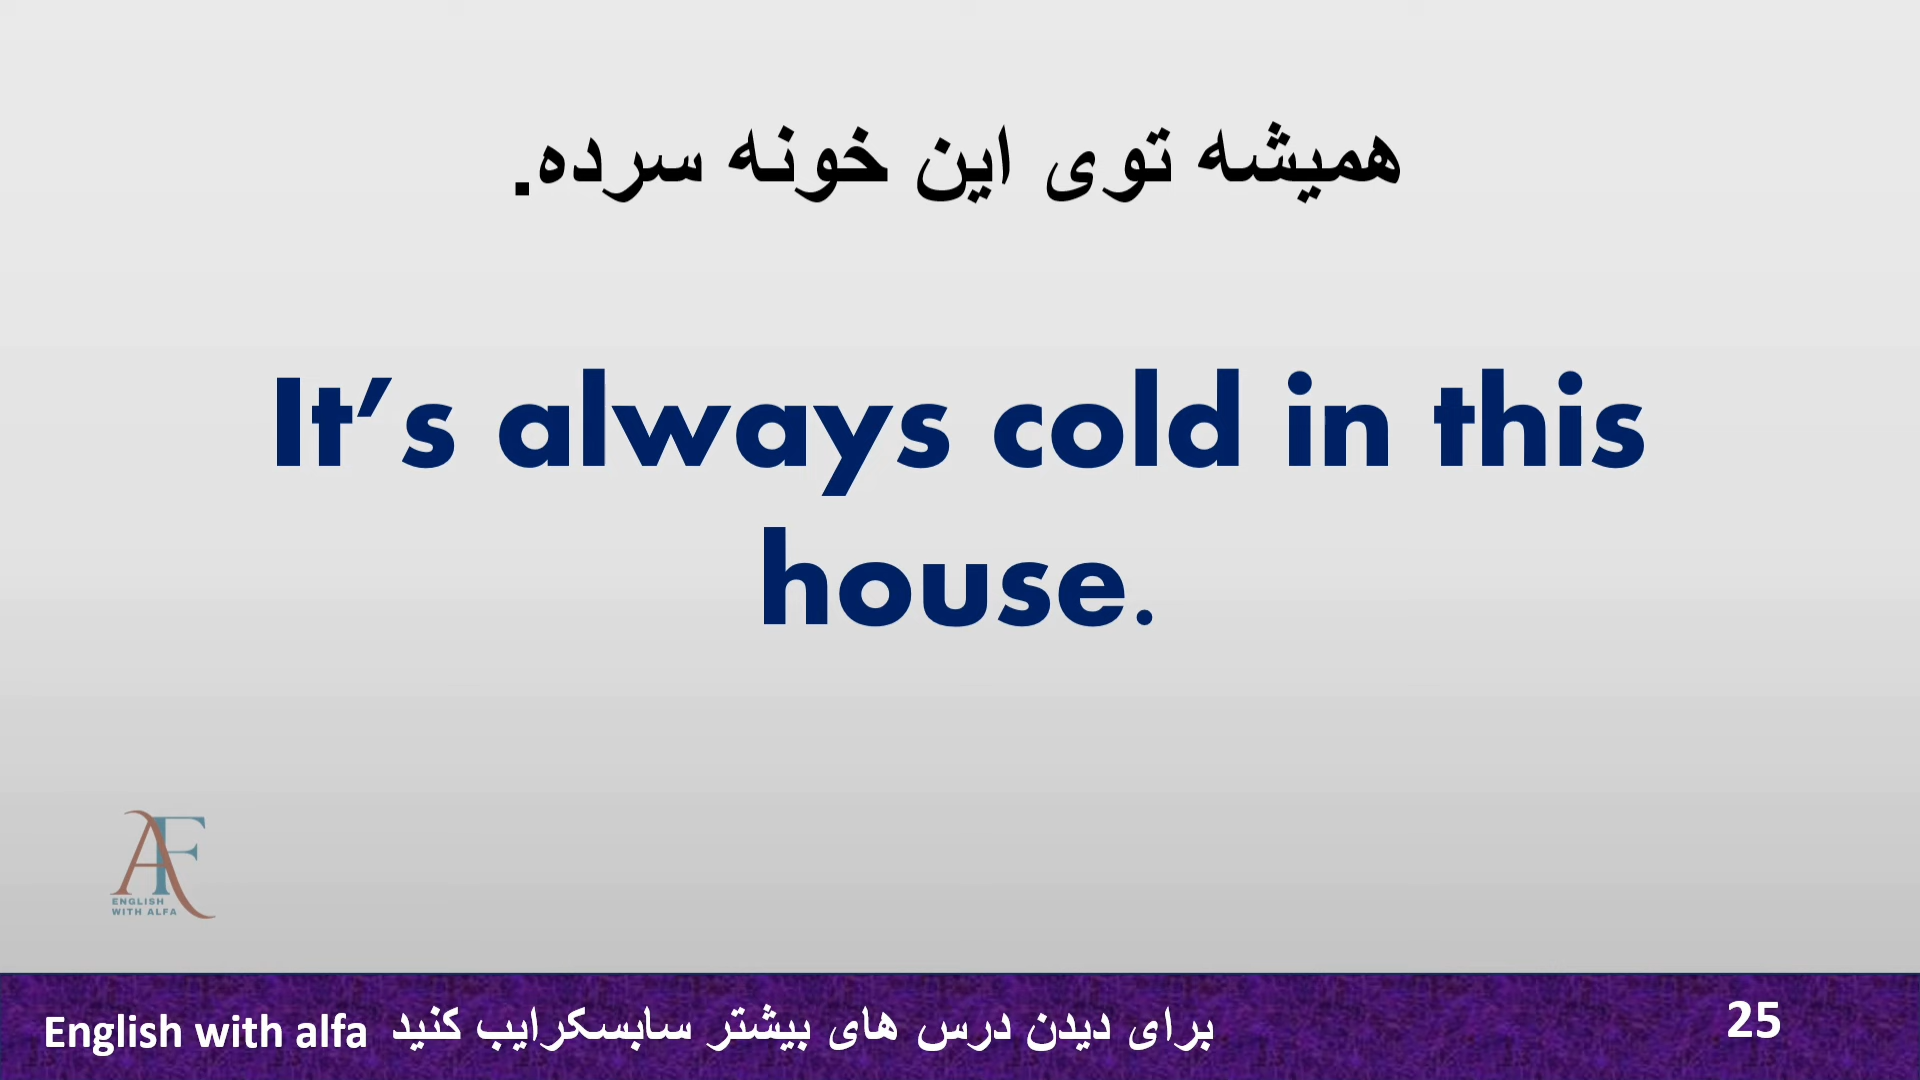 همیشه توی این خونه سرده.
It’s always cold in this
house.
ENGLISH
WITH ALFA
English with alfa برای دیدن درس های بیشتر سابسکرایب کنید
25